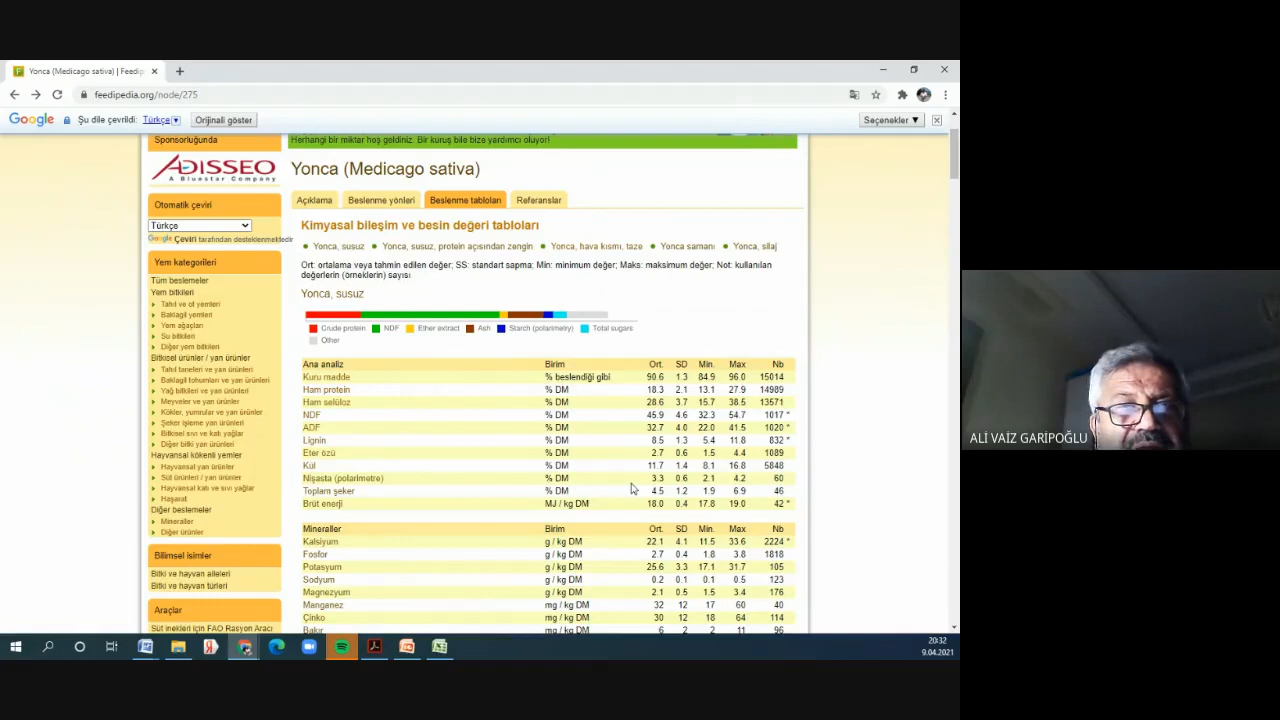 Yonca (Medicago sativa) | Feedip
feedipedia.org/node/275
Google Şu dile çevrildi: Türkçe Orijinali göster Seçenekler ▼
Sponsorluğunda
Herhangi bir miktar hoş geldiniz. Bir kuruş bile bize yardımcı oluyor!
ADISSEO
A Bluestar Company
Otomatik çeviri
Türkçe
Google Çeviri tarafından desteklenmektedir
Yem kategorileri
Tüm beslemeler
Yem bitkileri
Tahıl ve ot yemleri
Baklagil yemleri
Yem ağaçları
Su bitkileri
Diğer yem bitkileri
Bitkisel ürünler / yan ürünler
Tahıl taneleri ve yan ürünleri
Baklagil tohumları ve yan ürünleri
Yağ bitkileri ve yan ürünleri
Meyveler ve yan ürünler
Kökler, yumrular ve yan ürünler
Şeker işleme yan ürünleri
Bitkisel sıvı ve katı yağlar
Diğer bitki yan ürünleri
Hayvansal kökenli yemler
Hayvansal yan ürünler
Süt ürünleri / yan ürünler
Hayvansal katı ve sıvı yağlar
Haşarat
Diğer beslemeler
Mineraller
Diğer ürünler
Bilimsel isimler
Bitki ve hayvan aileleri
Bitki ve hayvan türleri
Araçlar
Süt inekleri için FAO Rasyon Aracı
Yonca (Medicago sativa)
Açıklama Beslenme yönleri Beslenme tabloları Referanslar
Kimyasal bileşim ve besin değeri tabloları
Yonca, susuz Yonca, susuz, protein açısından zengin Yonca, hava kısmı, taze Yonca samanı Yonca, silaj
Ort: ortalama veya tahmin edilen değer; SS: standart sapma; Min: minimum değer; Maks: maksimum değer; Not: kullanılan
değerlerin (örneklerin) sayısı
Yonca, susuz
Crude protein NDF Ether extract Ash Starch (polarimetry) Total sugars
Other
Ana analiz Birim Ort. SD Min. Max Nb
Kuru madde % beslendiği gibi 90.6 1.3 84.9 96.0 15014
Ham protein % DM 18.3 2.1 13.1 27.9 14989
Ham selüloz % DM 28.6 3.7 15.7 38.5 13571
NDF % DM 45.9 4.6 32.3 54.7 1017 *
ADF % DM 32.7 4.0 22.0 41.5 1020 *
Lignin % DM 8.5 1.3 5.4 11.8 832 *
Eter özü % DM 2.7 0.6 1.5 4.4 1089
Kül % DM 11.7 1.4 8.1 16.8 5848
Nişasta (polarimetre) % DM 3.3 0.6 2.1 4.2 60
Toplam şeker % DM 4.5 1.2 1.9 6.9 46
Brüt enerji MJ / kg DM 18.0 0.4 17.8 19.0 42 *
Mineraller Birim Ort. SD Min. Max Nb
Kalsiyum g / kg DM 22.1 4.1 11.5 33.6 2224 *
Fosfor g / kg DM 2.7 0.4 1.8 3.8 1818
Potasyum g / kg DM 25.6 3.3 17.1 31.7 105
Sodyum g / kg DM 0.2 0.1 0.1 0.5 123
Magnezyum g / kg DM 2.1 0.5 1.5 3.4 176
Manganez mg / kg DM 32 12 17 60 40
Çinko mg / kg DM 30 12 18 64 114
Bakır mg / kg DM 6 2 2 11 96
20:32
9.04.2021
ALİ VAİZ GARİPOĞLU